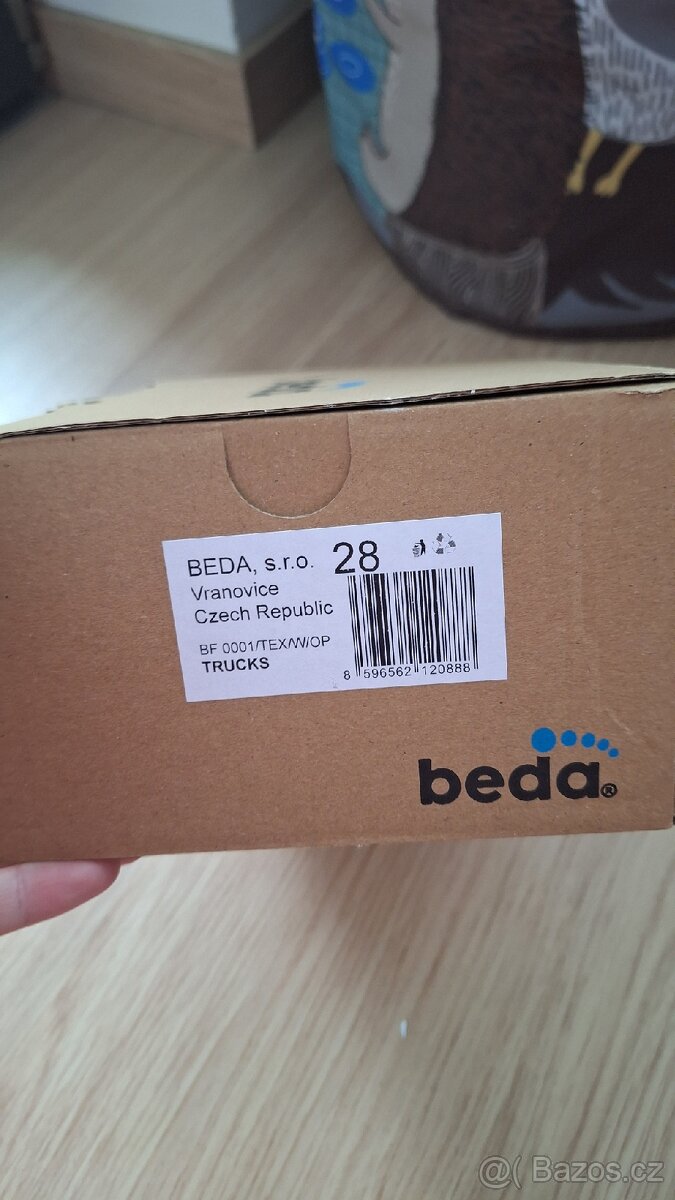 BEDA, s.r.o. 28
Vranovice
Czech Republic
BF 0001/TEX/W/OP
TRUCKS
8 596562 120888
beda®
@( Bazos.cz